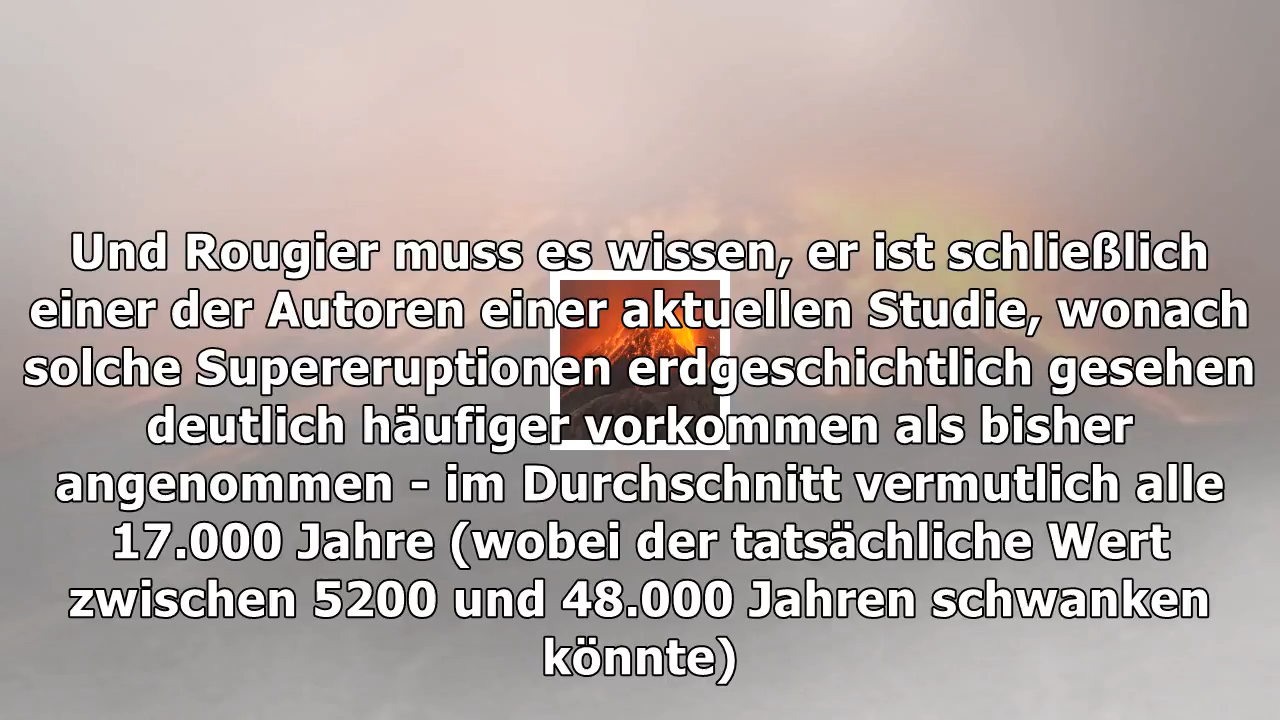 Und Rougier muss es wissen, er ist schließlich
einer der Autoren einer aktuellen Studie, wonach
solche Supereruptionen erdgeschichtlich gesehen
deutlich häufiger vorkommen als bisher
angenommen - im Durchschnitt vermutlich alle
17.000 Jahre (wobei der tatsächliche Wert
zwischen 5200 und 48.000 Jahren schwanken
könnte)